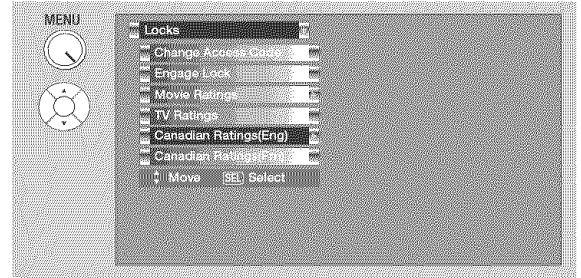 MENU
Locks
Change Access Code
Engage Lock
Movie Ratings
TV Ratings
Canadian Ratings(Eng)
Canadian Ratings(Frn)
Move SEL Select